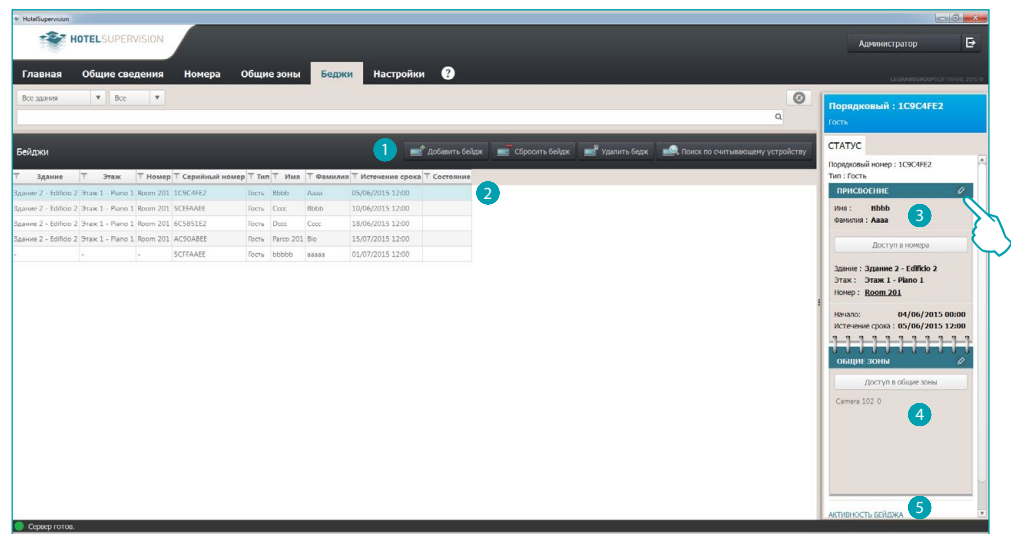 HotelSupervision
HOTELSUPERVISION
Администратор
Главная Общие сведения Номера Общие зоны Беджи Настройки ?
Все здания Все
Бейджи
1 Добавить бейдж Сбросить бейдж Удалить бедж Поиск по считывающему устройству
Здание Этаж Номер Серийный номер Тип Имя Фамилия Истечение срока Состояние
Здание 2 - Edificio 2 Этаж 1 - Piano 1 Room 201 1C9C4FE2 Гость Bbbb Aaaa 05/06/2015 12:00
2
Здание 2 - Edificio 2 Этаж 1 - Piano 1 Room 201 5CEFAAEE Гость Cccc Bbbb 10/06/2015 12:00
Здание 2 - Edificio 2 Этаж 1 - Piano 1 Room 201 6C5851E2 Гость Dccc Cccc 18/06/2015 12:00
Здание 2 - Edificio 2 Этаж 1 - Piano 1 Room 201 AC90ABEE Гость Parco 201 Bio 15/07/2015 12:00
- - - 5CFFAAEE Гость bbbbb aaaaa 01/07/2015 12:00
Порядковый : 1C9C4FE2
Гость
СТАТУС
Порядковый номер : 1C9CFE2
Тип : Гость
ПРИСВОЕНИЕ
Имя : Bbbb
Фамилия : Aaaa
3
Доступ в номера
Здание : Здание 2 - Edificio 2
Этаж : Этаж 1 - Piano 1
Номер : Room 201
Начало: 04/06/2015 00:00
Истечение срока : 05/06/2015 12:00
ОБЩИЕ ЗОНЫ
Доступ в общие зоны
Camera 102 0
4
АКТИВНОСТЬ БЕЙДЖА 5
Сервер готов.